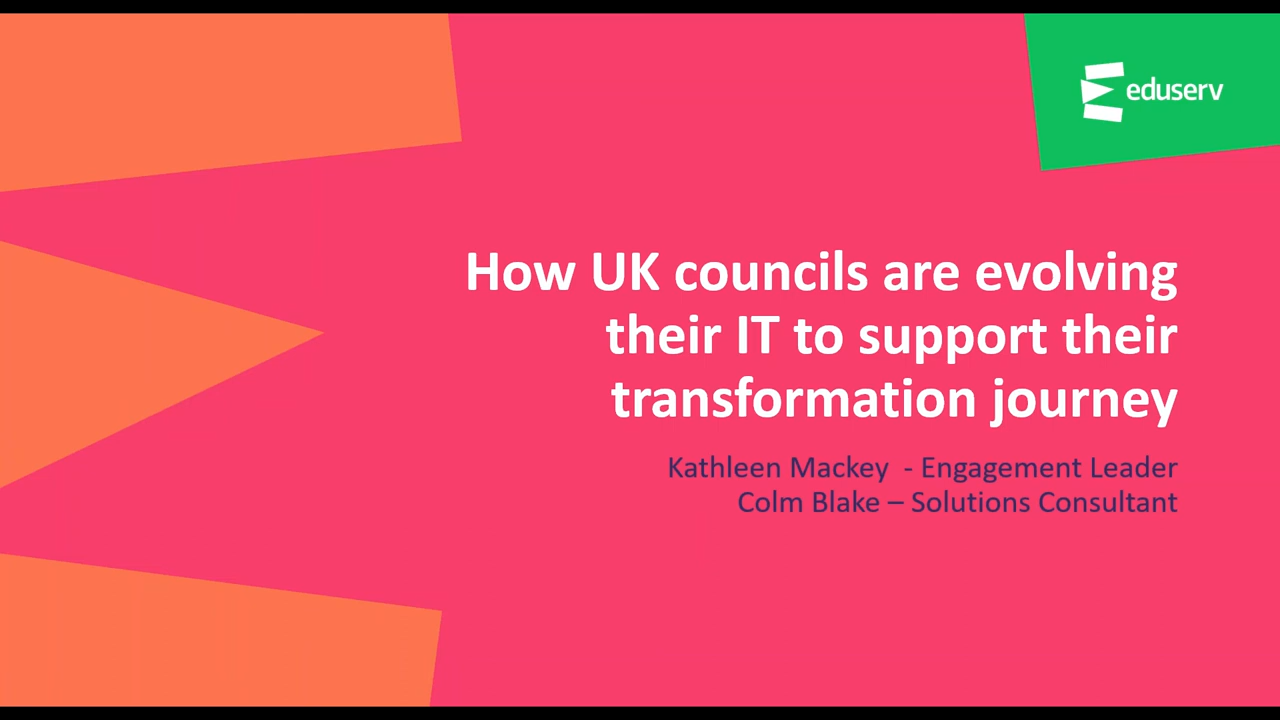 eduserv
How UK councils are evolving
their IT to support their
transformation journey
Kathleen Mackey  - Engagement Leader
Colm Blake – Solutions Consultant